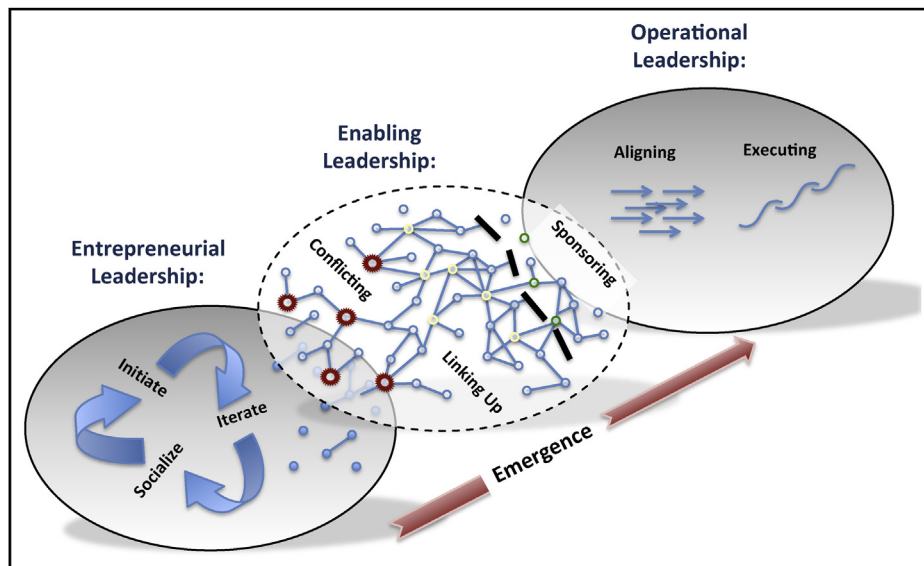 Operational
Leadership:
Aligning
Executing
Enabling
Leadership:
Conflicting
Sponsoring
Linking Up
Entrepreneurial
Leadership:
Initiate
Iterate
Socialize
Emergence